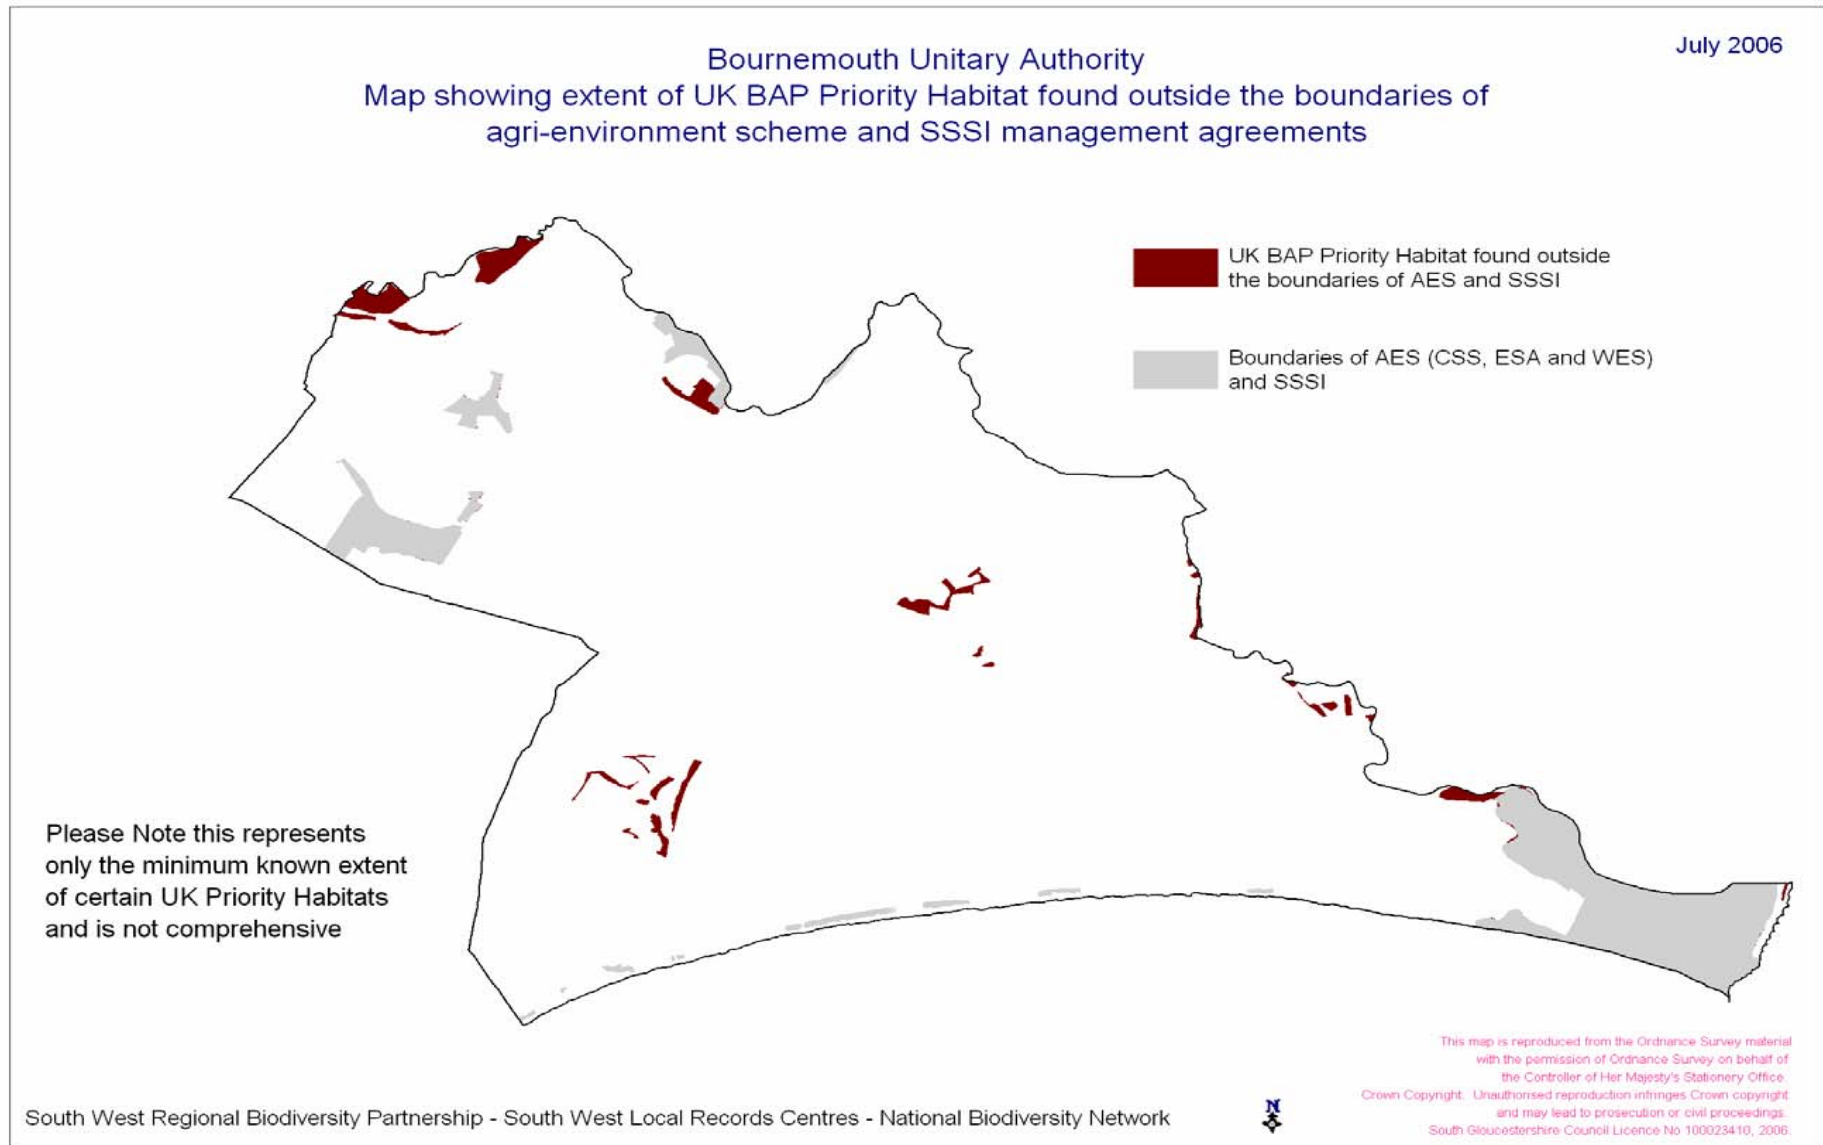 July 2006
Bournemouth Unitary Authority
Map showing extent of UK BAP Priority Habitat found outside the boundaries of
agri-environment scheme and SSSI management agreements
UK BAP Priority Habitat found outside
the boundaries of AES and SSSI
Boundaries of AES (CSS, ESA and WES)
and SSSI
Please Note this represents
only the minimum known extent
of certain UK Priority Habitats
and is not comprehensive
This map is reproduced from the Ordnance Survey material
with the permission of Ordnance Survey on behalf of
the Controller of Her Majesty's Stationery Office.
Crown Copyright. Unauthorised reproduction infringes Crown copyright
and may lead to prosecution or civil proceedings.
South Gloucestershire Council Licence No 100023410, 2006.
South West Regional Biodiversity Partnership - South West Local Records Centres - National Biodiversity Network
N